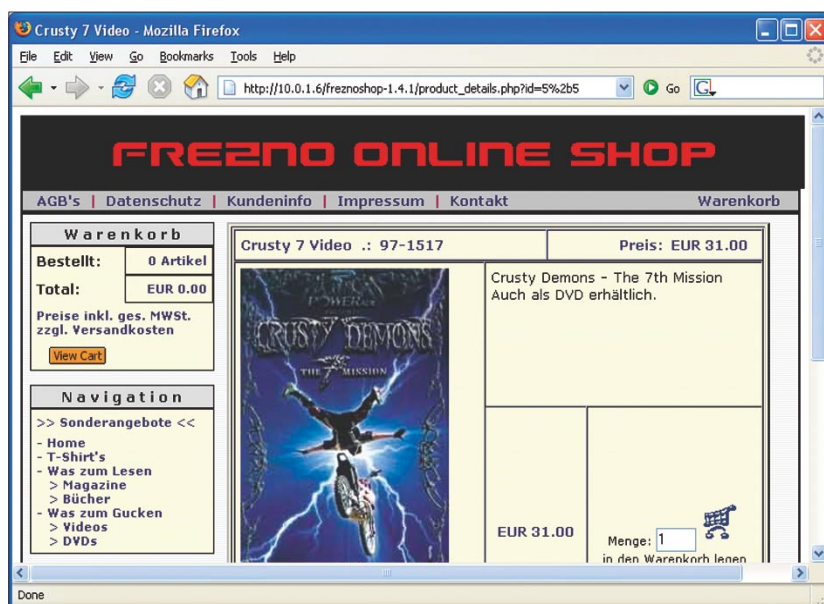 Crusty 7 Video - Mozilla Firefox
File Edit View Go Bookmarks Tools Help
http://10.0.1.6/freznoshop-1.4.1/product_details.php?id=5%2b5 Go G
FREZNO ONLINE SHOP
AGB's | Datenschutz | Kundeninfo | Impressum | Kontakt Warenkorb
Warenkorb
Bestellt: 0 Artikel
Total: EUR 0.00
Preise inkl. ges. MWSt.
zzgl. Versandkosten
View Cart
Navigation
>> Sonderangebote <<
- Home
- T-Shirt's
- Was zum Lesen
> Magazine
> Bücher
- Was zum Gucken
> Videos
> DVDs
Crusty 7 Video .: 97-1517 Preis: EUR 31.00
CRUSTY DEMONS
THE 7th MISSION
Crusty Demons - The 7th Mission
Auch als DVD erhältlich.
EUR 31.00
Menge: 1
in den Warenkorb legen
Done